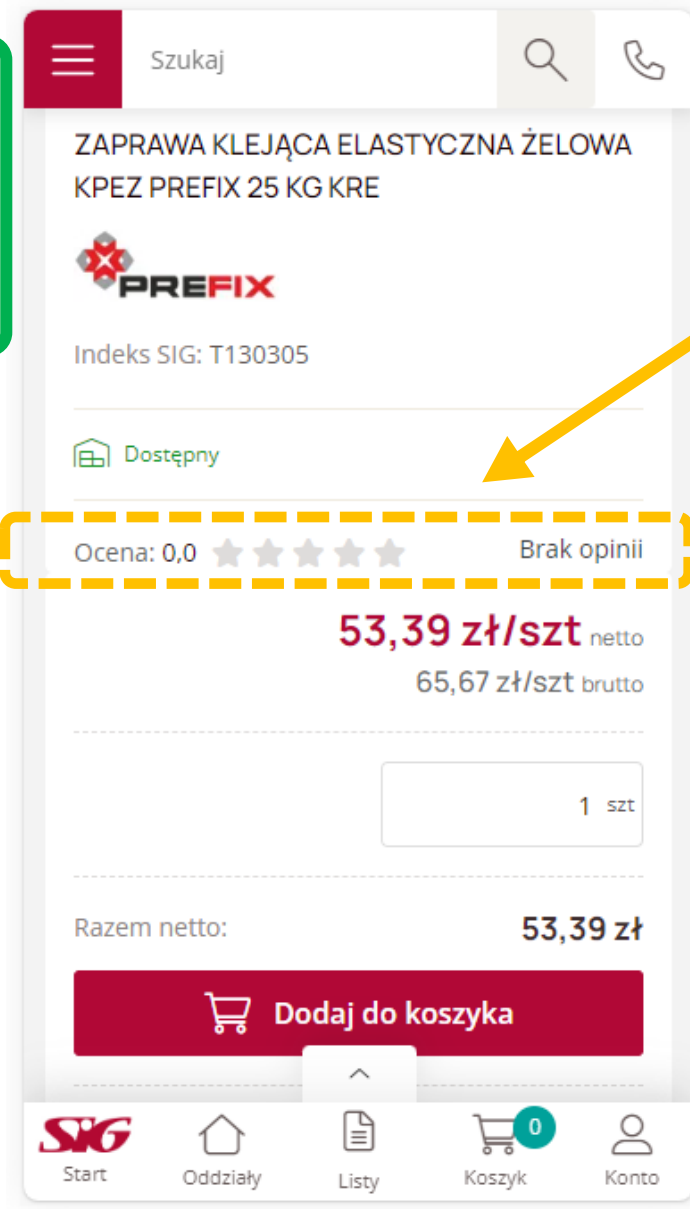 Szukaj
ZAPRAWA KLEJĄCA ELASTYCZNA ŻELOWA
KPEZ PREFIX 25 KG KRE
PREFIX
Indeks SIG: T130305
Dostępny
Ocena: 0,0 Brak opinii
53,39 zł/szt netto
65,67 zł/szt brutto
1 szt
Razem netto: 53,39 zł
Dodaj do koszyka
SIG 0
Start Oddziały Listy Koszyk Konto